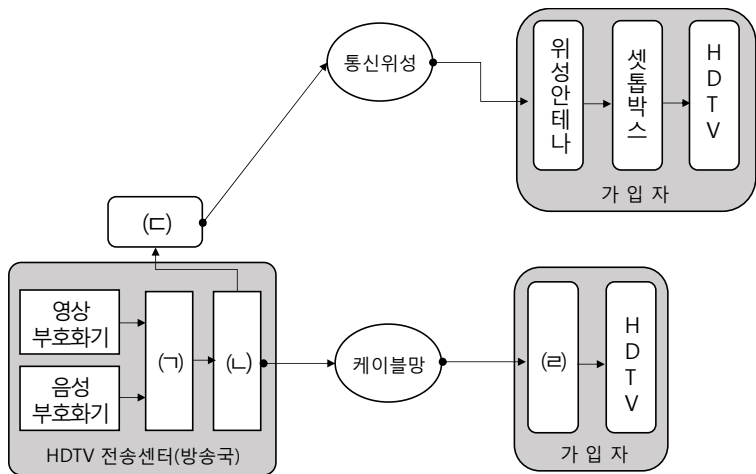 통신위성
위성안테나
셋톱박스
HDTV
가 입 자
(ㄷ)
영상
부호화기
음성
부호화기
(ㄱ)
(ㄴ)
HDTV 전송센터(방송국)
케이블망
(ㄹ)
HDTV
가 입 자